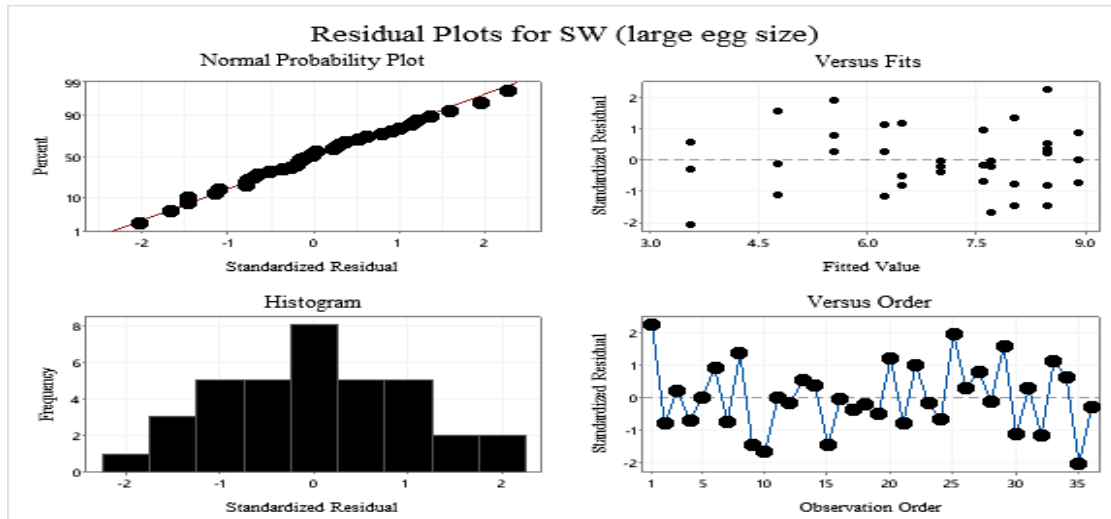 Residual Plots for SW (large egg size)
Normal Probability Plot
99
90
50
10
1
Percent
-2 -1 0 1 2
Standardized Residual
Versus Fits
2
1
0
-1
-2
Standardized Residual
3.0 4.5 6.0 7.5 9.0
Fitted Value
Histogram
8
6
4
2
0
Frequency
-2 -1 0 1 2
Standardized Residual
Versus Order
2
1
0
-1
-2
Standardized Residual
1 5 10 15 20 25 30 35
Observation Order